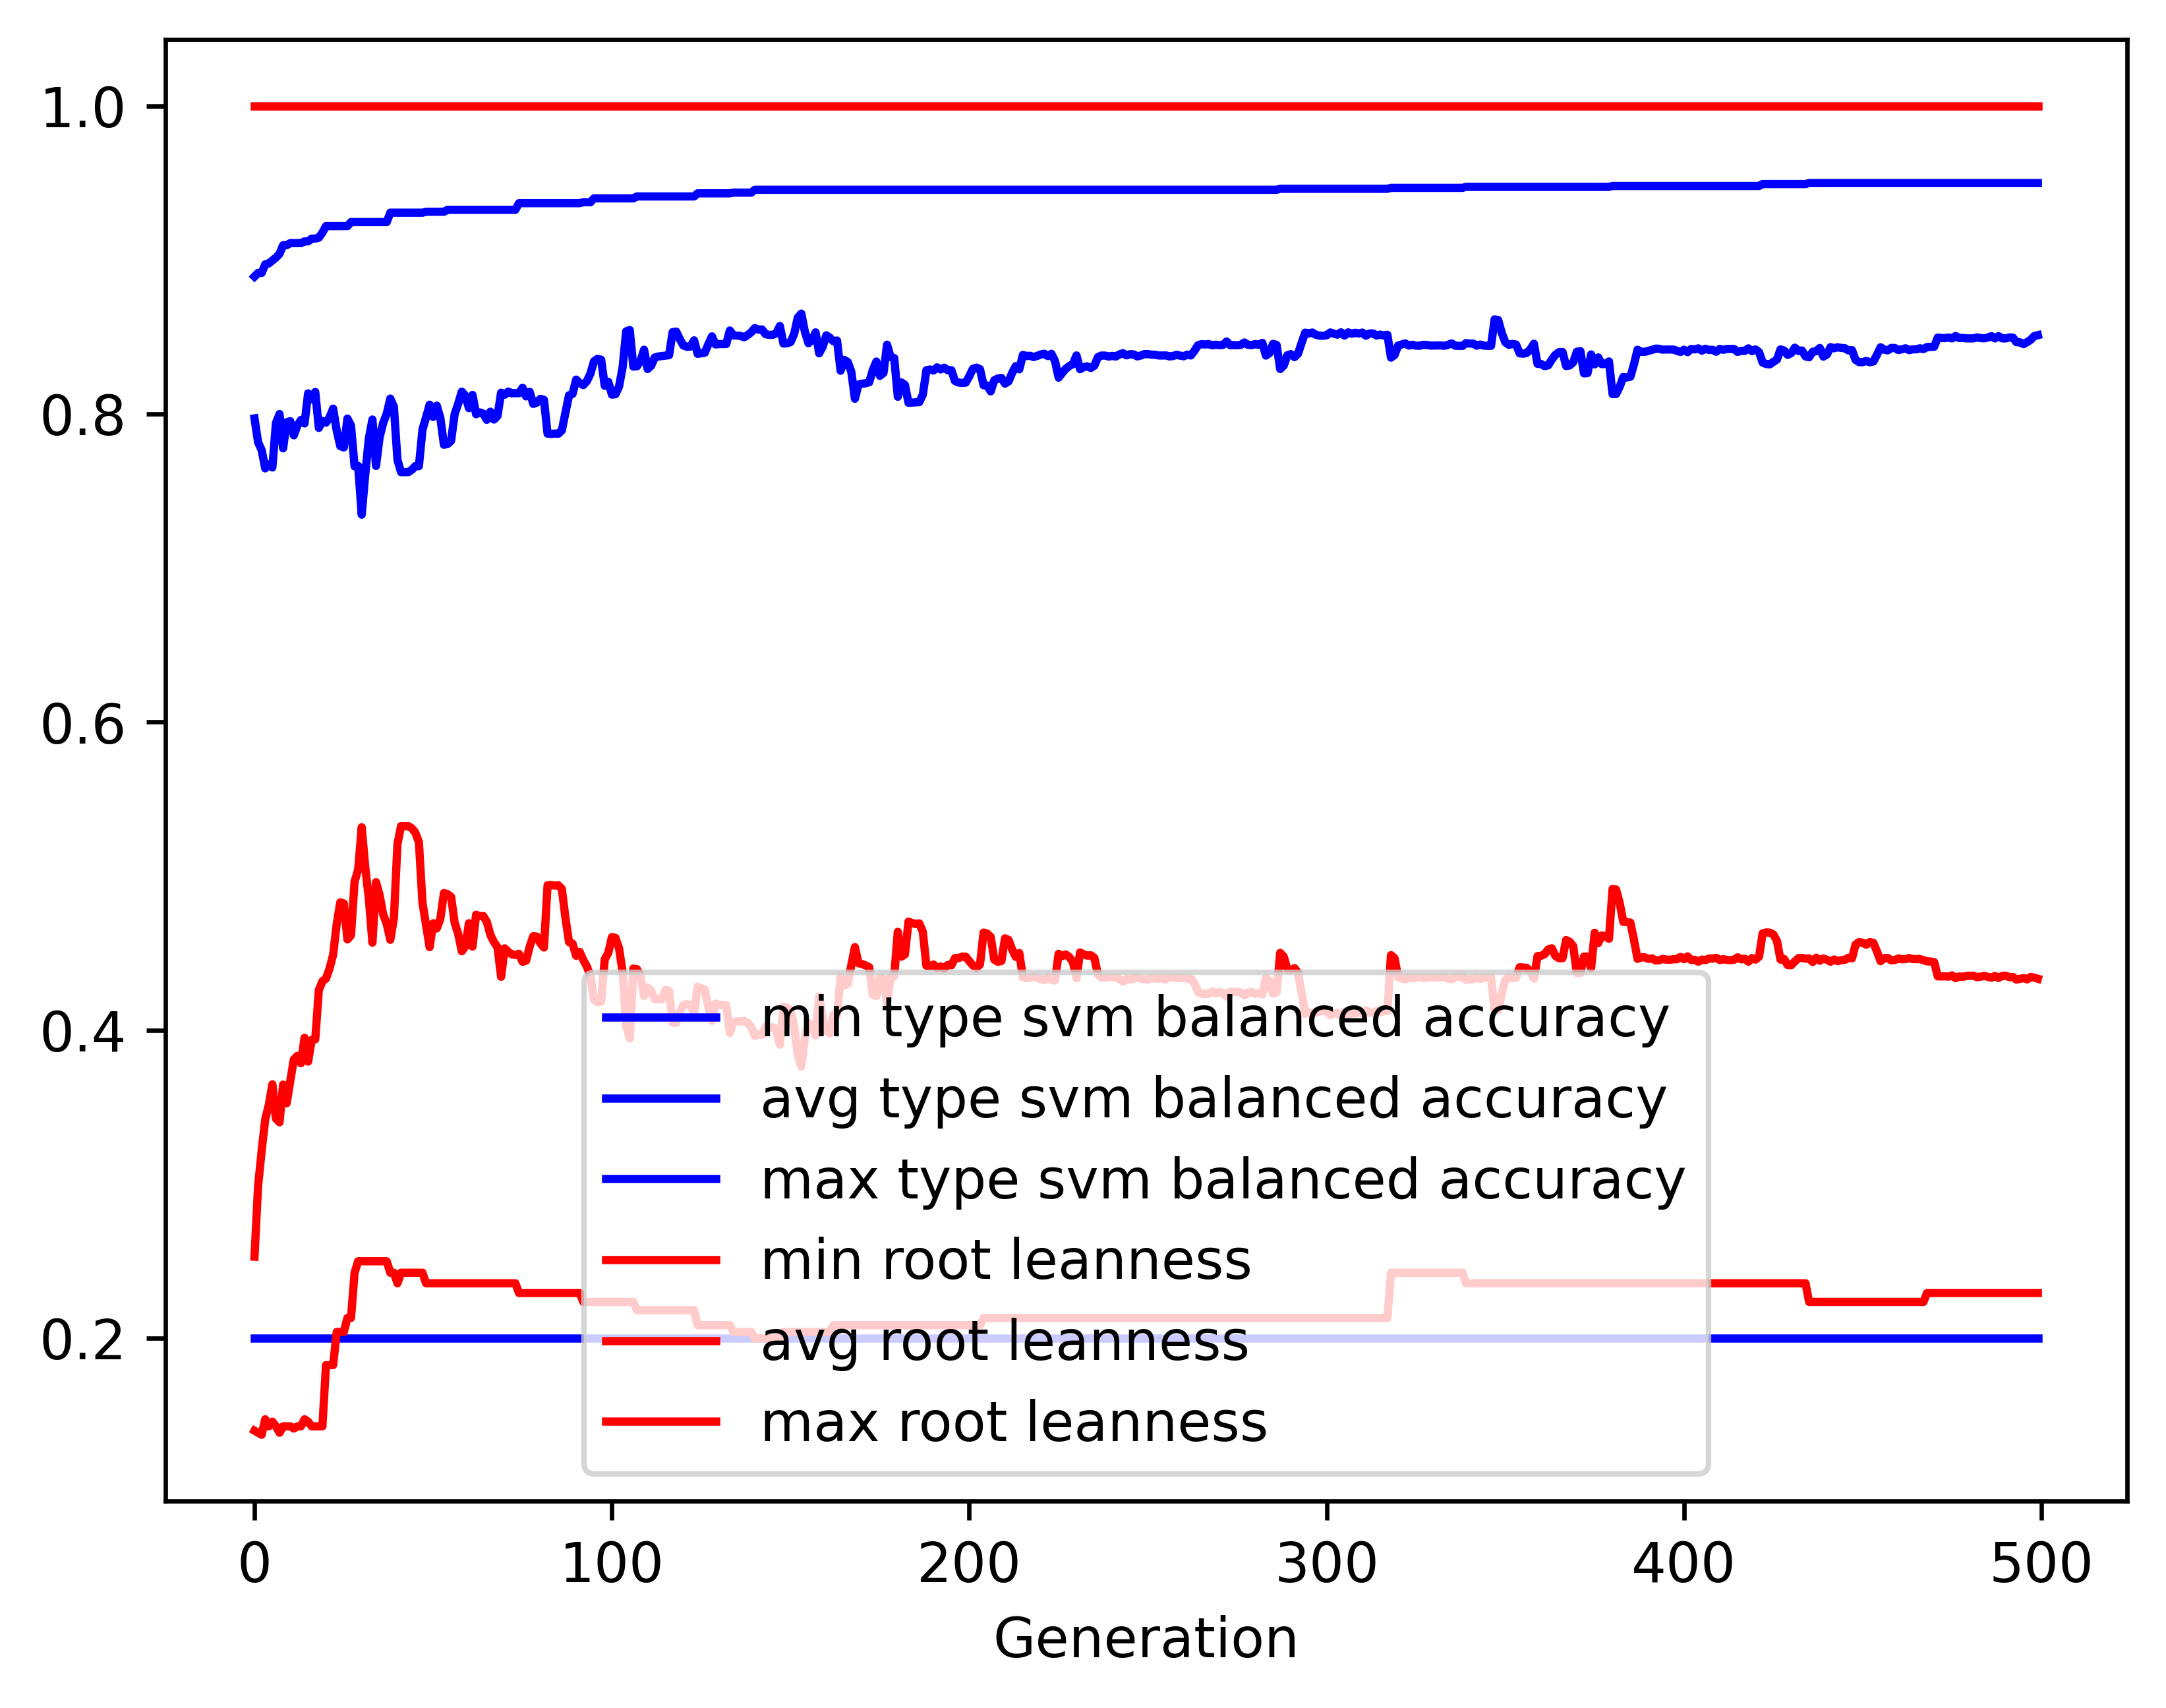 1.0
0.8
0.6
0.4
0.2
min type svm balanced accuracy
avg type svm balanced accuracy
max type svm balanced accuracy
min root leanness
avg root leanness
max root leanness
0 100 200 300 400 500
Generation